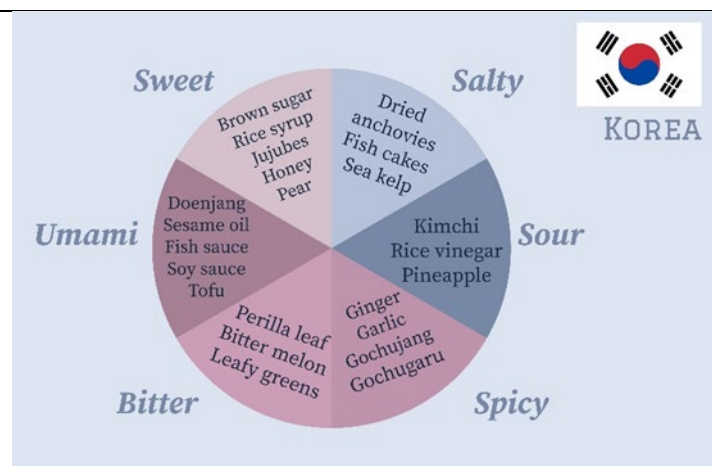 Sweet
Brown sugar
Rice syrup
Jujubes
Honey
Pear
Salty
Dried
anchovies
Fish cakes
Sea kelp
KOREA
Umami
Doenjang
Sesame oil
Fish sauce
Soy sauce
Tofu
Kimchi
Rice vinegar
Pineapple
Sour
Bitter
Perilla leaf
Bitter melon
Leafy greens
Ginger
Garlic
Gochujang
Gochugaru
Spicy